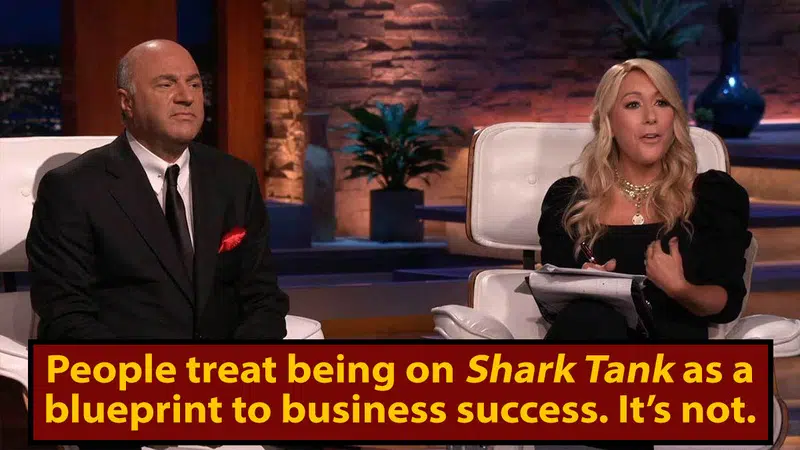 People treat being on Shark Tank as a
blueprint to business success. It’s not.